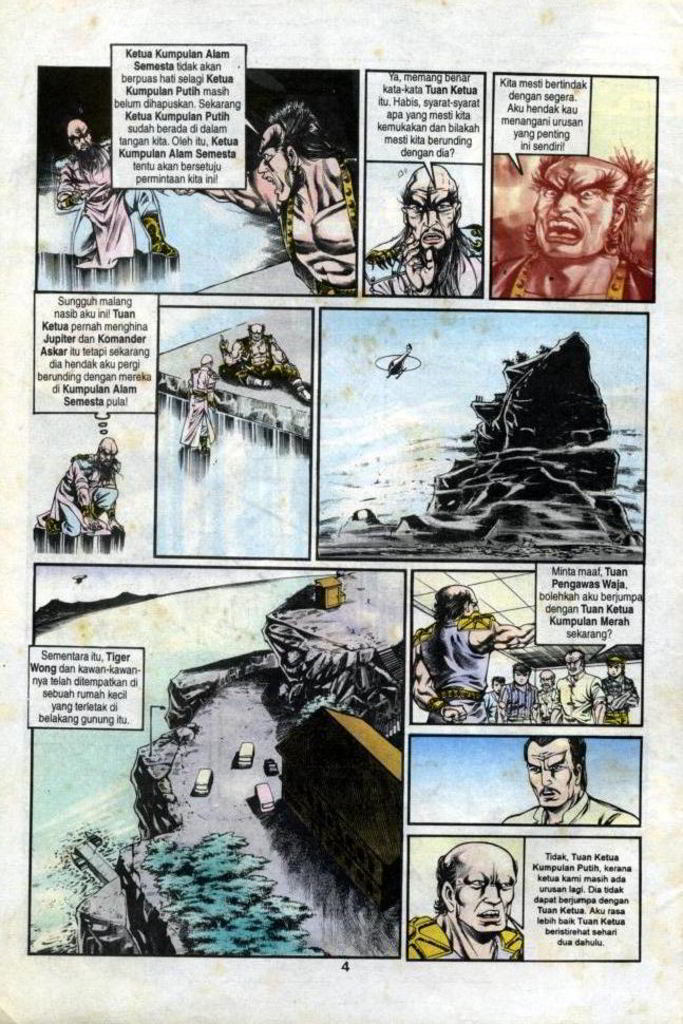 Ketua Kumpulan Alam
Semesta tidak akan
berpuas hati selagi Ketua
Kumpulan Putih masih
belum dihapuskan. Sekarang
Ketua Kumpulan Putih
sudah berada di dalam
tangan kita. Oleh itu, Ketua
Kumpulan Alam Semesta
tentu akan bersetuju
permintaan kita ini!
Ya, memang benar
kata-kata Tuan Ketua
itu. Habis, syarat-syarat
apa yang mesti kita
kemukakan dan bilakah
mesti kita berunding
dengan dia?
Kita mesti bertindak
dengan segera.
Aku hendak kau
menangani urusan
yang penting
ini sendiri!
Sungguh malang
nasib aku ini! Tuan
Ketua pernah menghina
Jupiter dan Komander
Askar itu tetapi sekarang
dia hendak aku pergi
berunding dengan mereka
di Kumpulan Alam
Semesta pula!
Sementara itu, Tiger
Wong dan kawan-kawan-
nya telah ditempatkan di
sebuah rumah kecil
yang terletak di
belakang gunung itu.
Minta maaf, Tuan
Pengawas Waja,
bolehkah aku berjumpa
dengan Tuan Ketua
Kumpulan Merah
sekarang?
Tidak, Tuan Ketua
Kumpulan Putih, kerana
ketua kami masih ada
urusan lagi. Dia tidak
dapat berjumpa dengan
Tuan Ketua. Aku rasa
lebih baik Tuan Ketua
beristirehat sehari
dua dahulu.
4